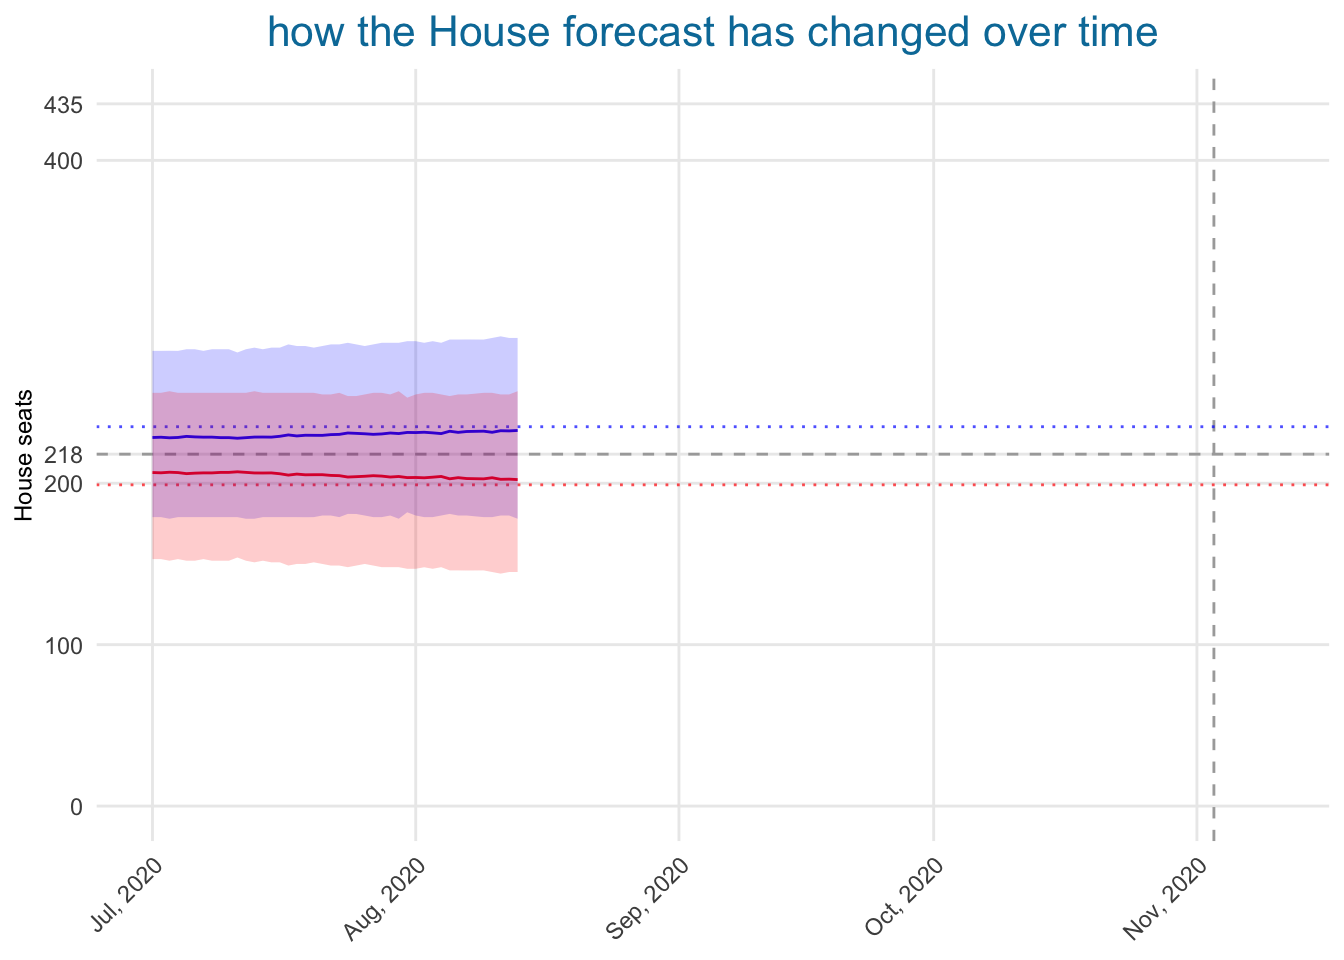 how the House forecast has changed over time
435
400
218
200
100
0
House seats
Jul, 2020
Aug, 2020
Sep, 2020
Oct, 2020
Nov, 2020